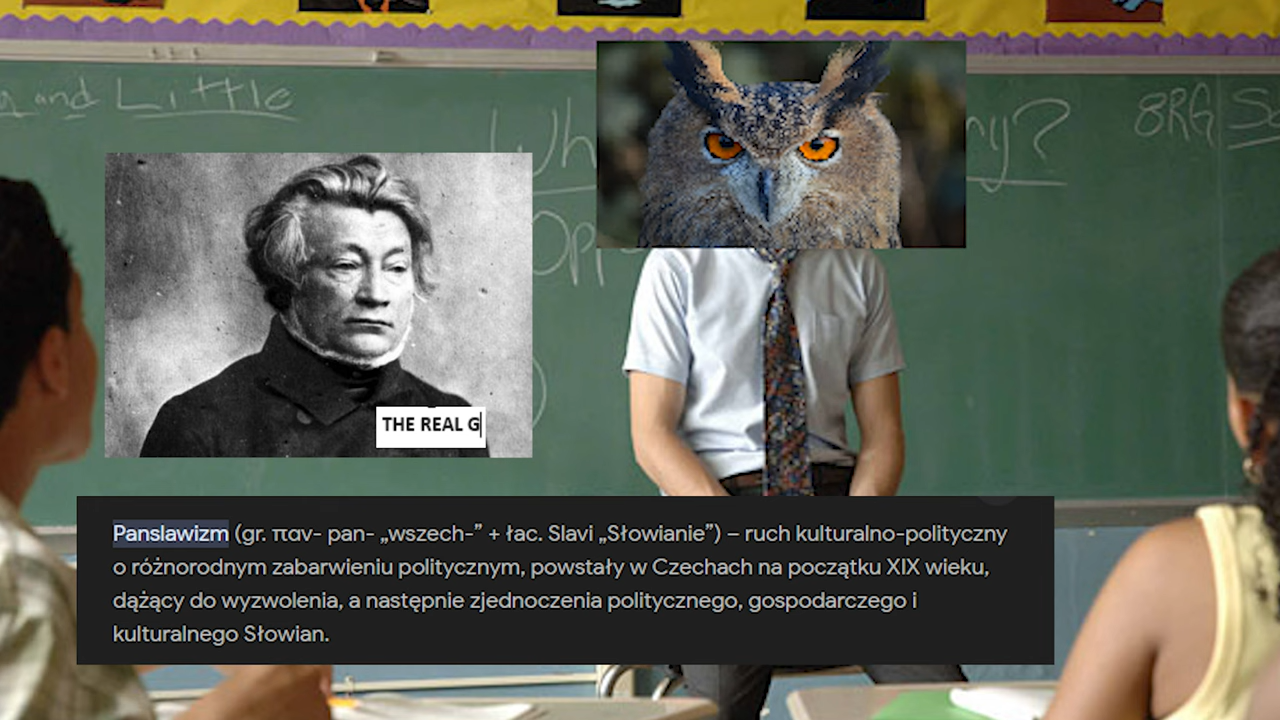 and Little
THE REAL G
Panslawizm (gr. παν- pan- „wszech-” + łac. Slavi „Słowianie”) – ruch kulturalno-polityczny
o różnorodnym zabarwieniu politycznym, powstały w Czechach na początku XIX wieku,
dążący do wyzwolenia, a następnie zjednoczenia politycznego, gospodarczego i
kulturalnego Słowian.